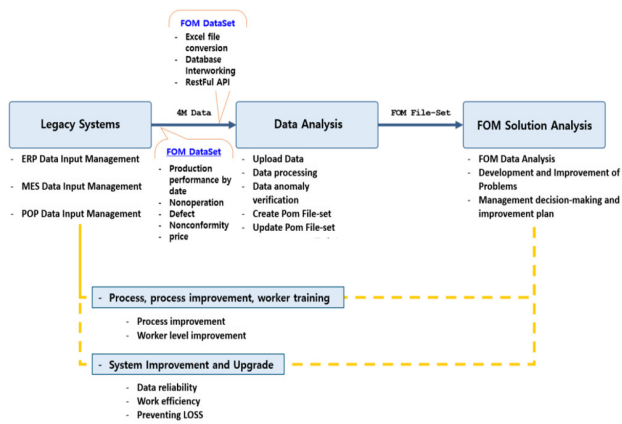 FOM DataSet
- Excel file
conversion
- Database
Interworking
- RestFul API
Legacy Systems
4M Data
Data Analysis
FOM File-Set
FOM Solution Analysis
- ERP Data Input Management
- MES Data Input Management
- POP Data Input Management
FOM DataSet
- Production
performance by
date
- Nonoperation
- Defect
- Nonconformity
- price
- Upload Data
- Data processing
- Data anomaly
verification
- Create Pom File-set
- Update Pom File-set
- FOM Data Analysis
- Development and Improvement of
Problems
- Management decision-making and
improvement plan
- Process, process improvement, worker training
- Process improvement
- Worker level improvement
- System Improvement and Upgrade
- Data reliability
- Work efficiency
- Preventing LOSS